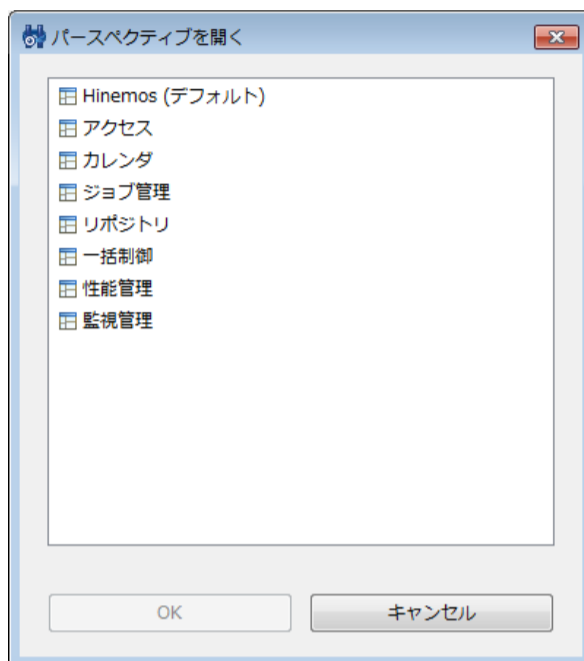 パースペクティブを開く
Hinemos (デフォルト)
アクセス
カレンダ
ジョブ管理
リポジトリ
一括制御
性能管理
監視管理
OK
キャンセル